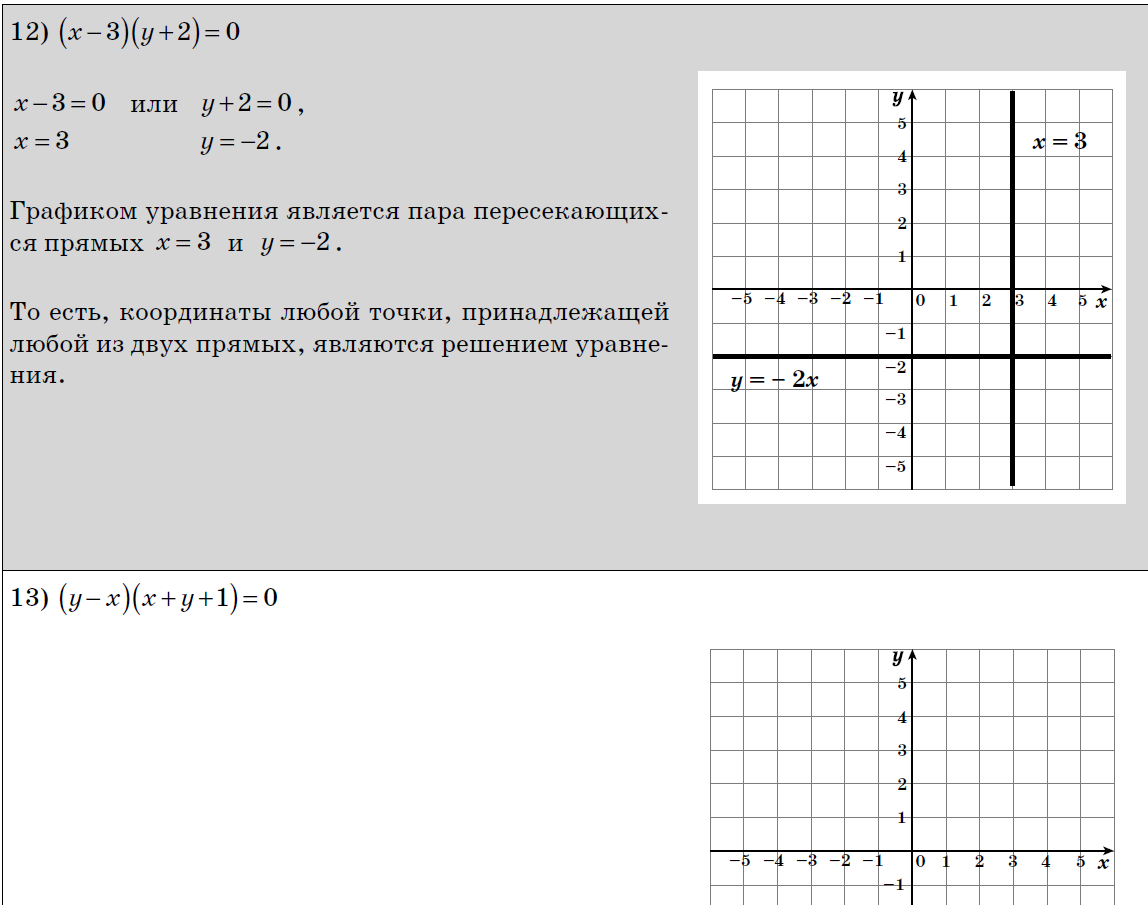 12) (x−3)(y+2)=0
x−3=0 или y+2=0,
x=3 y=−2.
Графиком уравнения является пара пересекающих-
ся прямых x=3 и y=−2.
То есть, координаты любой точки, принадлежащей
любой из двух прямых, являются решением уравне-
ния.
y
5
x = 3
4
3
2
1
−5 −4 −3 −2 −1 0 1 2 3 4 5 x
−1
−2
y = − 2x
−3
−4
−5
13) (y−x)(x+y+1)=0
y
5
4
3
2
1
−5 −4 −3 −2 −1 0 1 2 3 4 5 x
−1